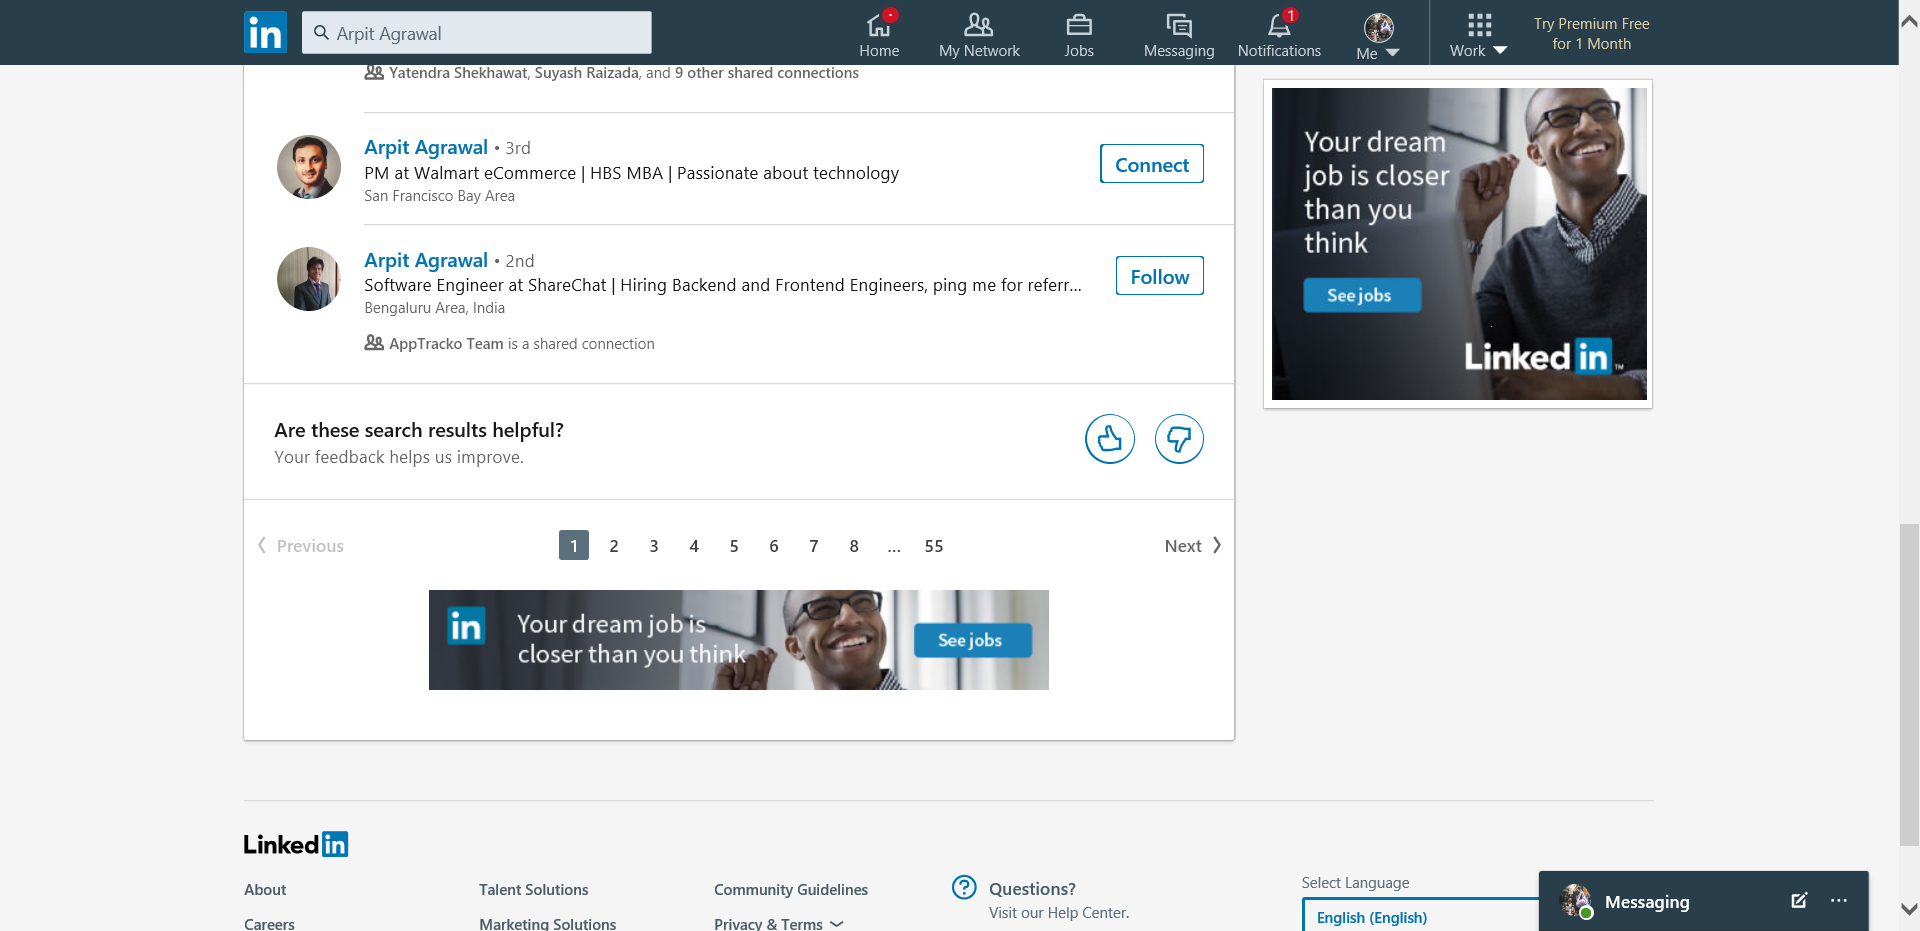 in
Arpit Agrawal
Home
My Network
Jobs
Messaging
1
Notifications
Me
Work
Try Premium Free
for 1 Month
Yatendra Shekhawat, Suyash Raizada, and 9 other shared connections
Arpit Agrawal • 3rd
PM at Walmart eCommerce | HBS MBA | Passionate about technology
San Francisco Bay Area
Connect
Arpit Agrawal • 2nd
Software Engineer at ShareChat | Hiring Backend and Frontend Engineers, ping me for referr...
Bengaluru Area, India
AppTracko Team is a shared connection
Follow
Your dream
job is closer
than you
think
See jobs
Linkedin™
Are these search results helpful?
Your feedback helps us improve.
Previous
1 2 3 4 5 6 7 8 ... 55
Next
in
Your dream job is
closer than you think
See jobs
Linkedin
About
Talent Solutions
Community Guidelines
Questions?
Visit our Help Center.
Select Language
English (English)
Careers
Marketing Solutions
Privacy & Terms
Messaging
...